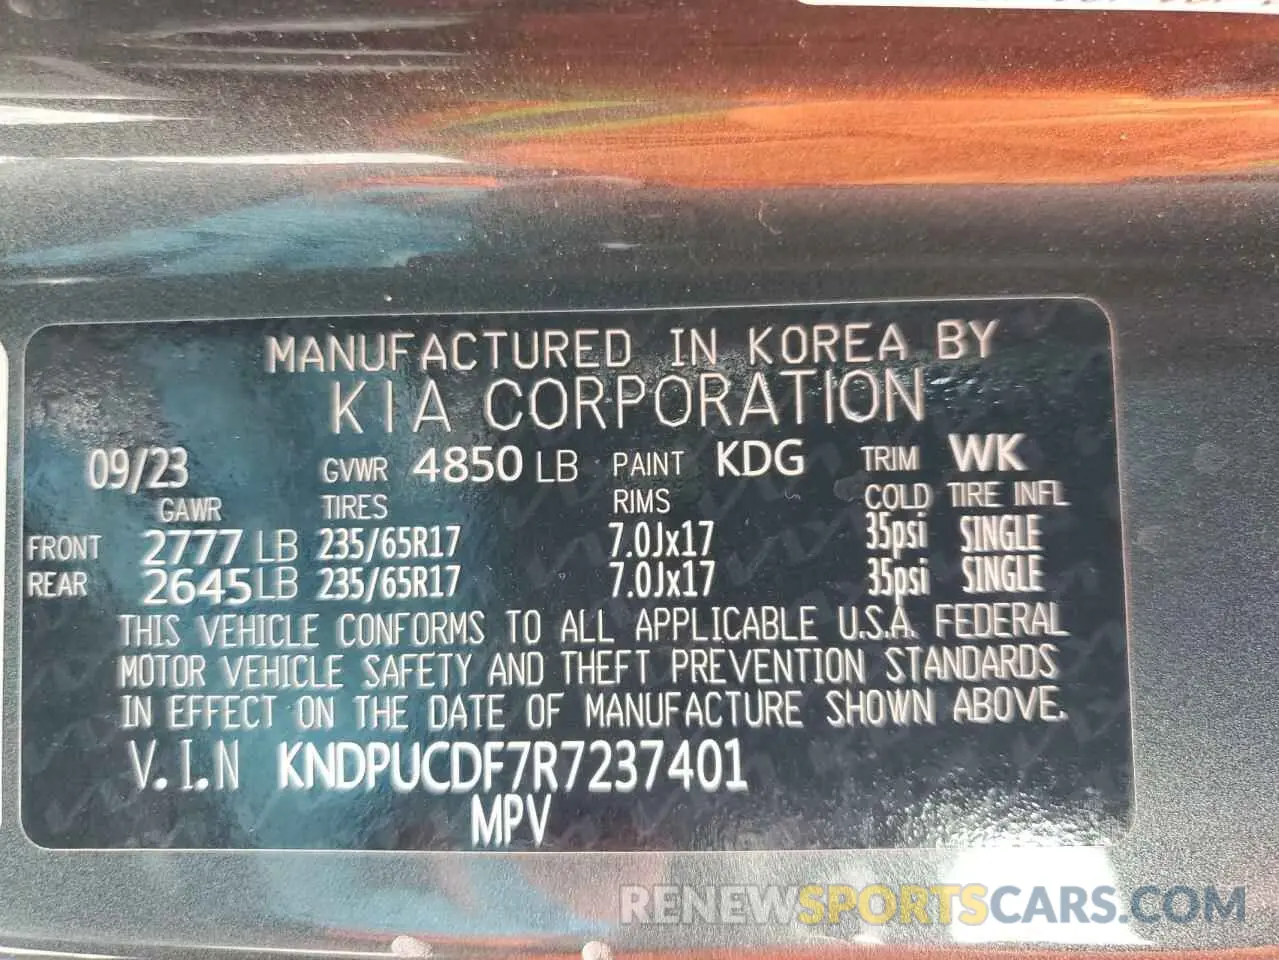 MANUFACTURED IN KOREA BY
KIA CORPORATION
09/23 GVWR 4850 LB PAINT KDG TRIM WK
GAWR TIRES RIMS COLD TIRE INFL
FRONT 2777 LB 235/65R17 7.0Jx17 35psi SINGLE
REAR 2645 LB 235/65R17 7.0Jx17 35psi SINGLE
THIS VEHICLE CONFORMS TO ALL APPLICABLE U.S.A. FEDERAL
MOTOR VEHICLE SAFETY AND THEFT PREVENTION STANDARDS
IN EFFECT ON THE DATE OF MANUFACTURE SHOWN ABOVE.
V.I.N KNDPUCDF7R7237401
MPV
RENEWSPORTSCARS.COM